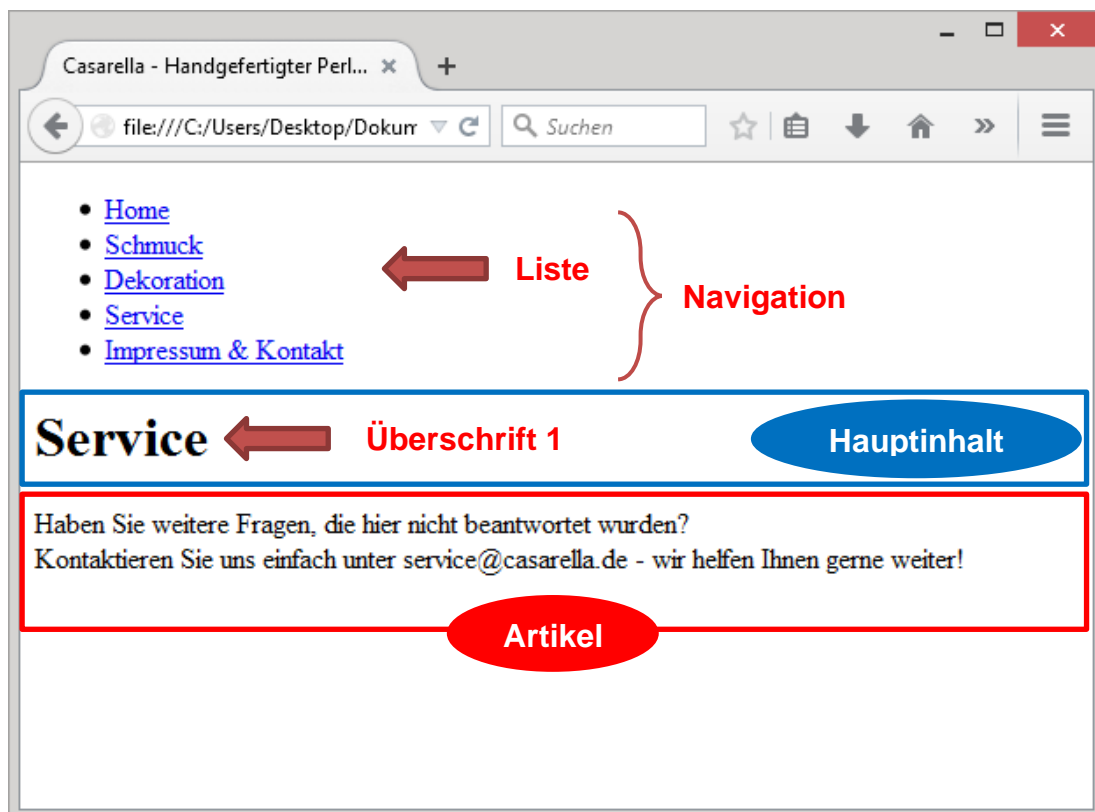 Casarella - Handgefertigter Perl...
file:///C:/Users/Desktop/Dokum
Suchen
Home
Schmuck
Dekoration
Service
Impressum & Kontakt
Liste
Navigation
Service
Überschrift 1
Hauptinhalt
Haben Sie weitere Fragen, die hier nicht beantwortet wurden?
Kontaktieren Sie uns einfach unter service@casarella.de - wir helfen Ihnen gerne weiter!
Artikel